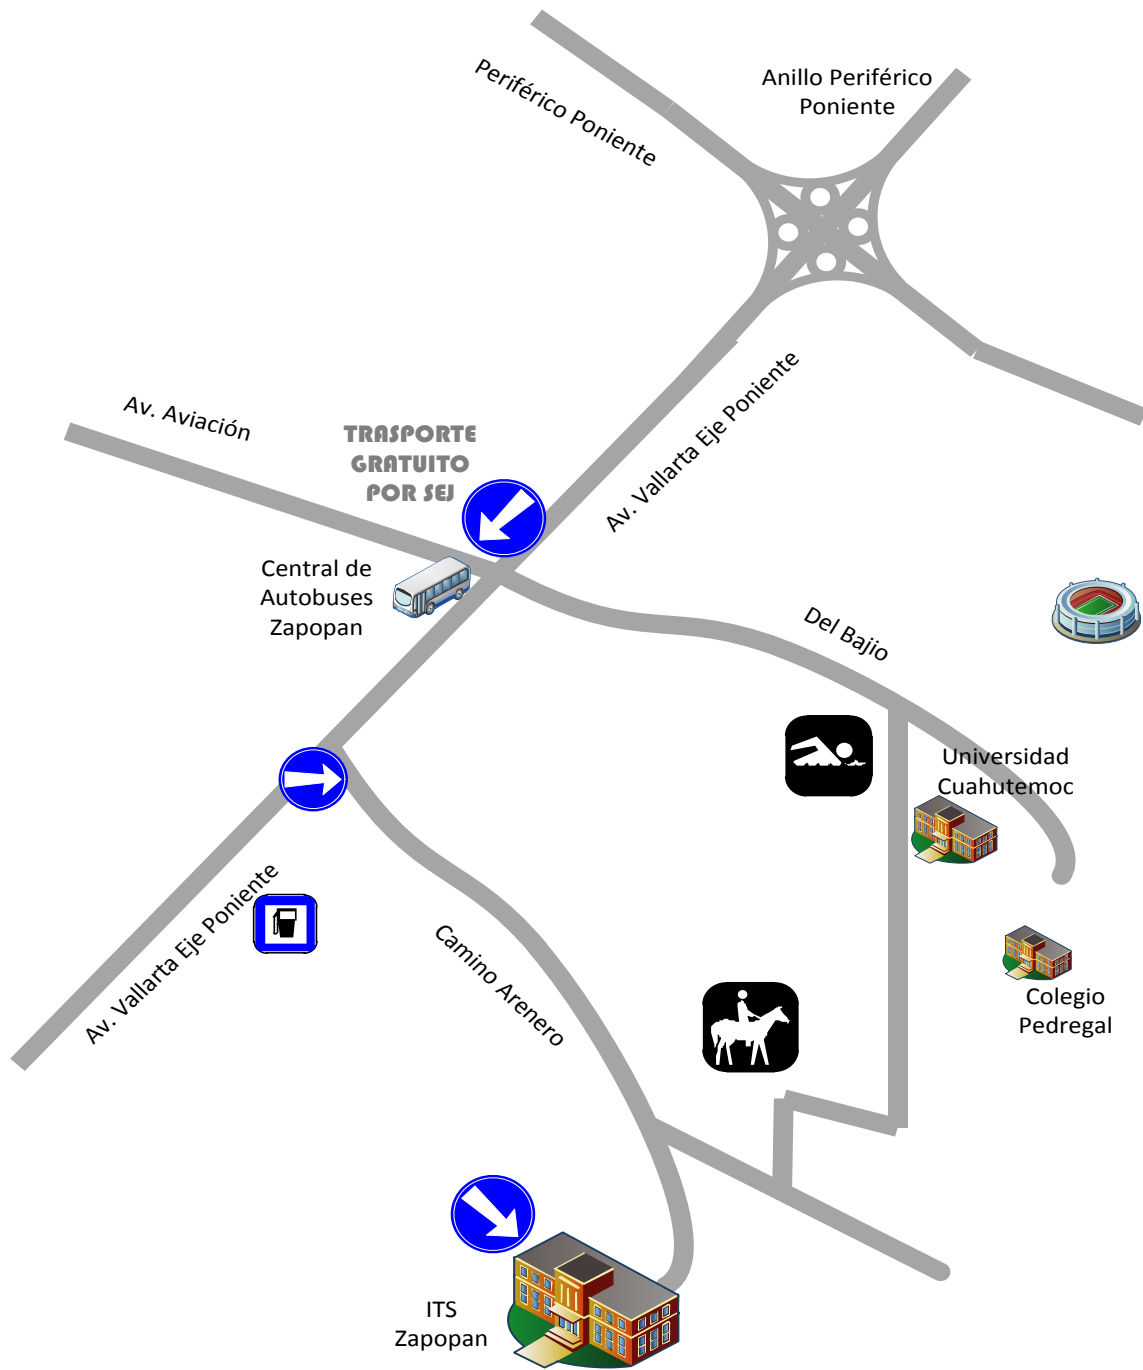 Anillo Periférico
Poniente
Periférico Poniente
Av. Vallarta Eje Poniente
Av. Aviación
TRASPORTE
GRATUITO
POR SEJ
Central de
Autobuses
Zapopan
Del Bajio
Universidad
Cuahutemoc
Av. Vallarta Eje Poniente
Camino Arenero
Colegio
Pedregal
ITS
Zapopan